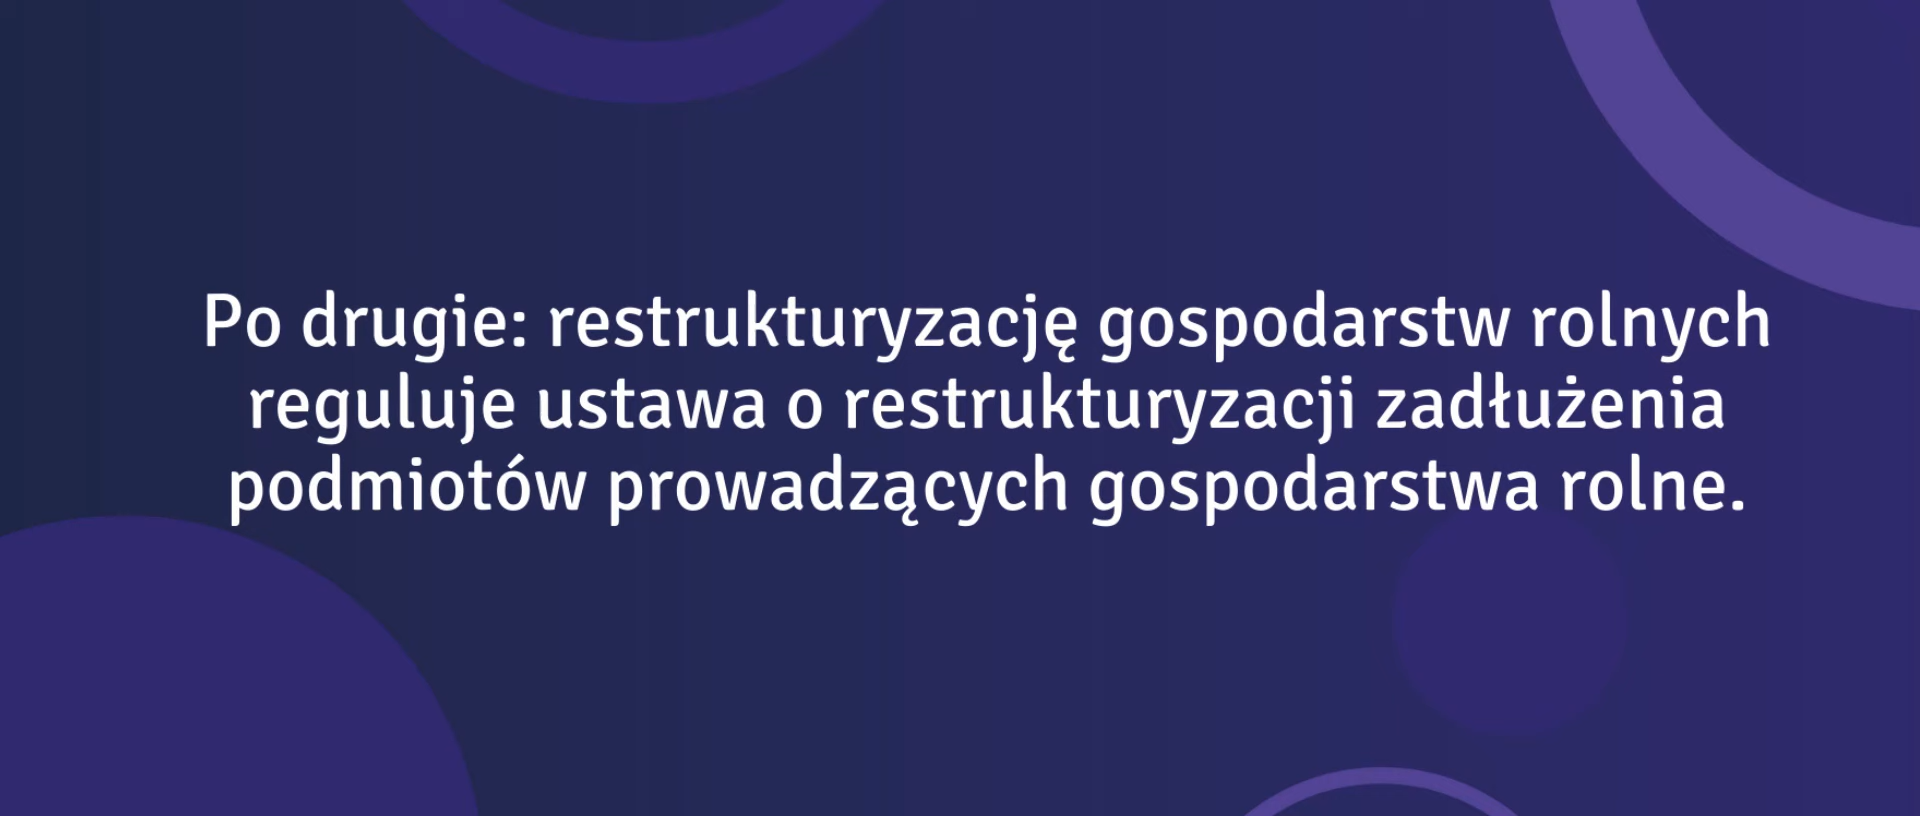 Po drugie: restrukturyzację gospodarstw rolnych
reguluje ustawa o restrukturyzacji zadłużenia
podmiotów prowadzących gospodarstwa rolne.